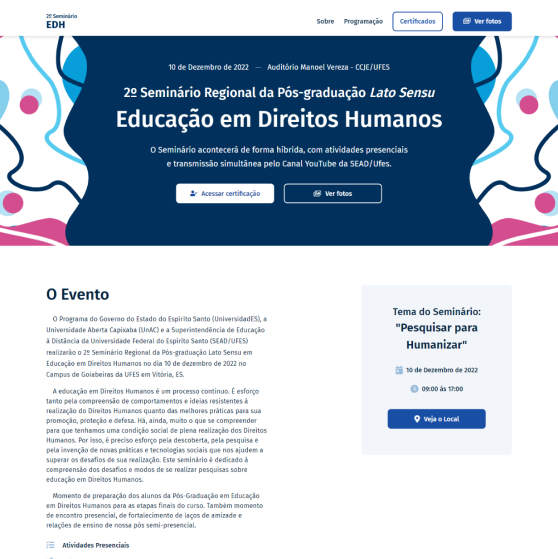 2º Seminário
EDH
Sobre Programação Certificados Ver fotos
10 de Dezembro de 2022 — Auditório Manoel Vereza - CCJE/UFES
2º Seminário Regional da Pós-graduação Lato Sensu
Educação em Direitos Humanos
O Seminário acontecerá de forma híbrida, com atividades presenciais
e transmissão simultânea pelo Canal YouTube da SEAD/Ufes.
Acessar certificação Ver fotos
O Evento
O Programa do Governo do Estado do Espírito Santo (UniversidadES), a
Universidade Aberta Capixaba (UnAC) e a Superintendência de Educação
à Distância da Universidade Federal do Espírito Santo (SEAD/UFES)
realizarão o 2º Seminário Regional da Pós-graduação Lato Sensu em
Educação em Direitos Humanos no dia 10 de dezembro de 2022 no
Campus de Goiabeiras da UFES em Vitória, ES.
A educação em Direitos Humanos é um processo contínuo. É esforço
tanto pela compreensão de comportamentos e ideias resistentes à
realização do Direitos Humanos quanto das melhores práticas para sua
promoção, proteção e defesa. Há, ainda, muito o que se compreender
para que tenhamos uma condição social de plena realização dos Direitos
Humanos. Por isso, é preciso esforço pela descoberta, pela pesquisa e
pela invenção de novas práticas e tecnologias sociais que nos ajudem a
superar os desafios de sua realização. Este seminário é dedicado à
compreensão dos desafios e modos de se realizar pesquisas sobre
educação em Direitos Humanos.
Momento de preparação dos alunos da Pós-Graduação em Educação
em Direitos Humanos para as etapas finais do curso. Também momento
de encontro presencial, de fortalecimento de laços de amizade e
relações de ensino de nossa pós semi-presencial.
Atividades Presenciais
Tema do Seminário:
"Pesquisar para
Humanizar"
10 de Dezembro de 2022
09:00 às 17:00
Veja o Local